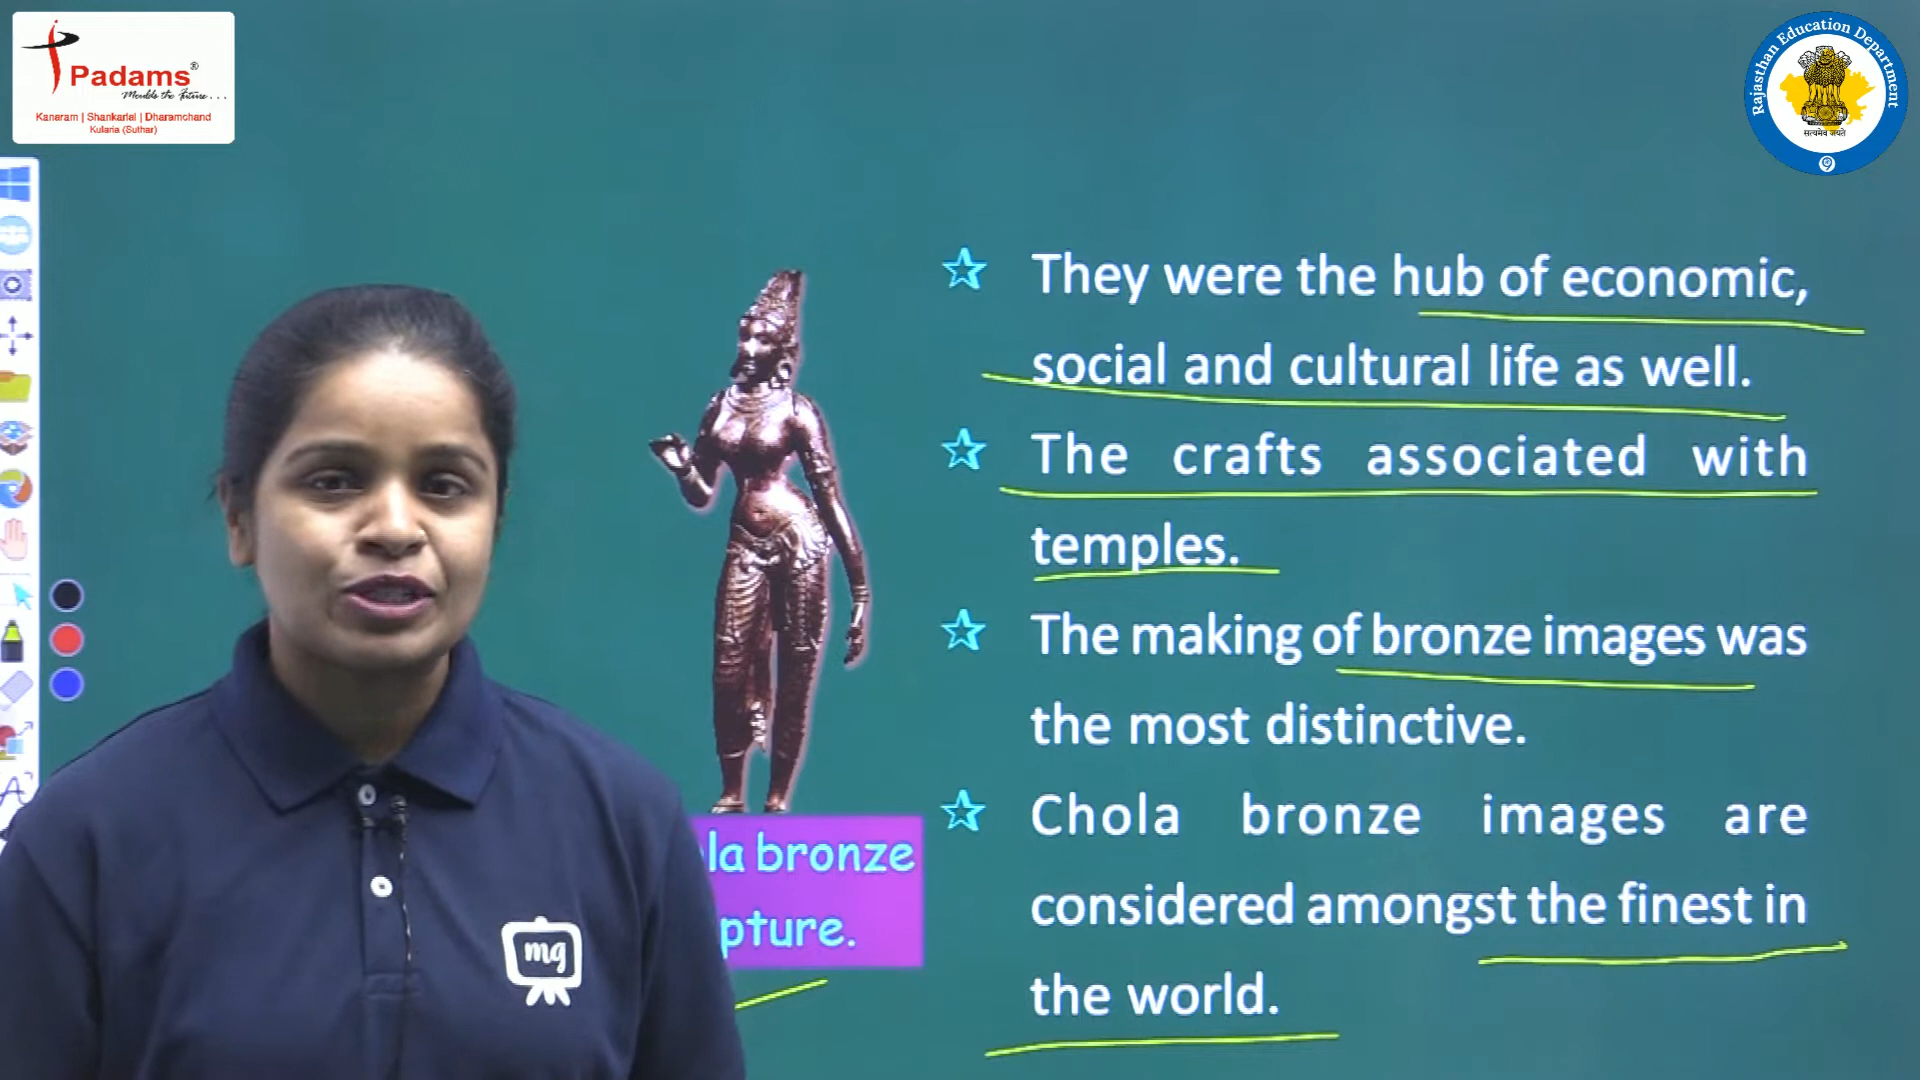 Padams®
Moulds the Future...
Kanaram | Shankarlal | Dharamchand
Kularia (Suthar)
Rajasthan Education Department
सत्यमेव जयते
They were the hub of economic,
social and cultural life as well.
The crafts associated with
temples.
The making of bronze images was
the most distinctive.
Chola bronze images are
considered amongst the finest in
the world.
la bronze
pture.
mg